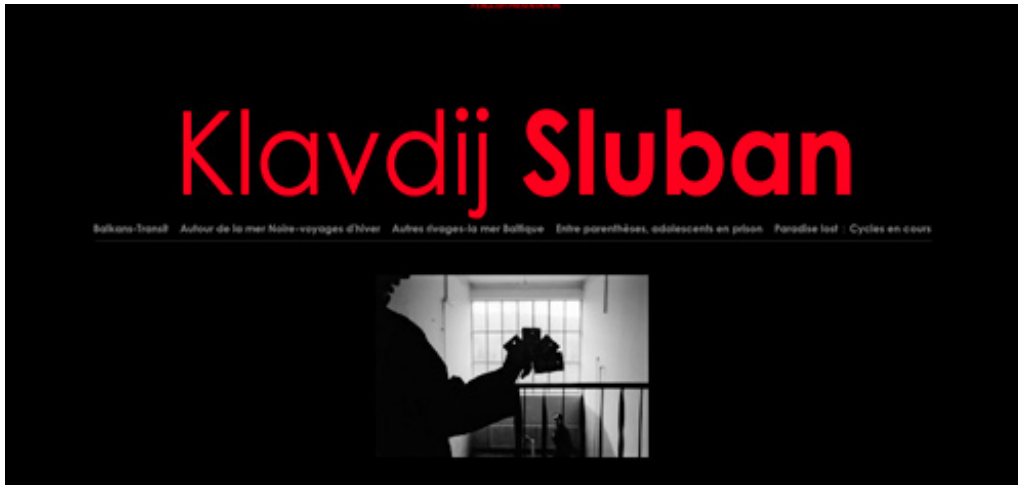 Klavdij Sluban
Balkans-Transit Autour de la mer Noire-voyages d'hiver Autres rivages-la mer Baltique Entre parenthèses, adolescents en prison Paradise lost | Cycles en cours